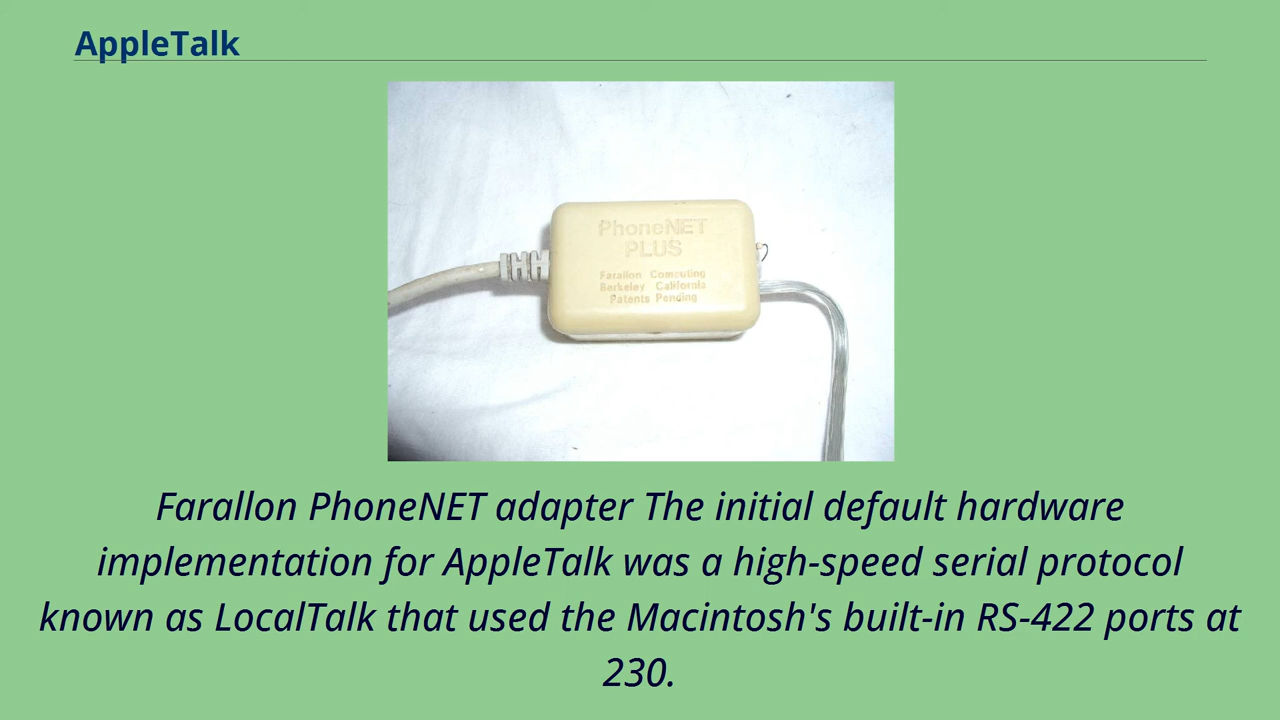 AppleTalk
PhoneNET
PLUS
Farallon Computing
Berkeley California
Patents Pending
Farallon PhoneNET adapter The initial default hardware
implementation for AppleTalk was a high-speed serial protocol
known as LocalTalk that used the Macintosh's built-in RS-422 ports at
230.